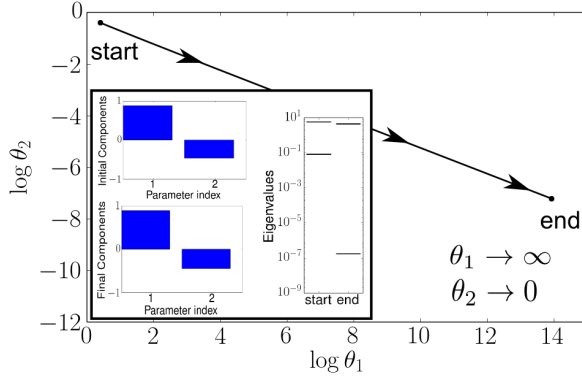 0
−2
−4
−6
−8
−10
−12
log θ₂
0
2
4
6
8
10
12
14
log θ₁
start
end
θ₁ → ∞
θ₂ → 0
Initial Components
1
0
−1
1
2
Parameter index
Final Components
1
0
−1
1
2
Parameter index
Eigenvalues
10¹
10⁻¹
10⁻³
10⁻⁵
10⁻⁷
10⁻⁹
start end